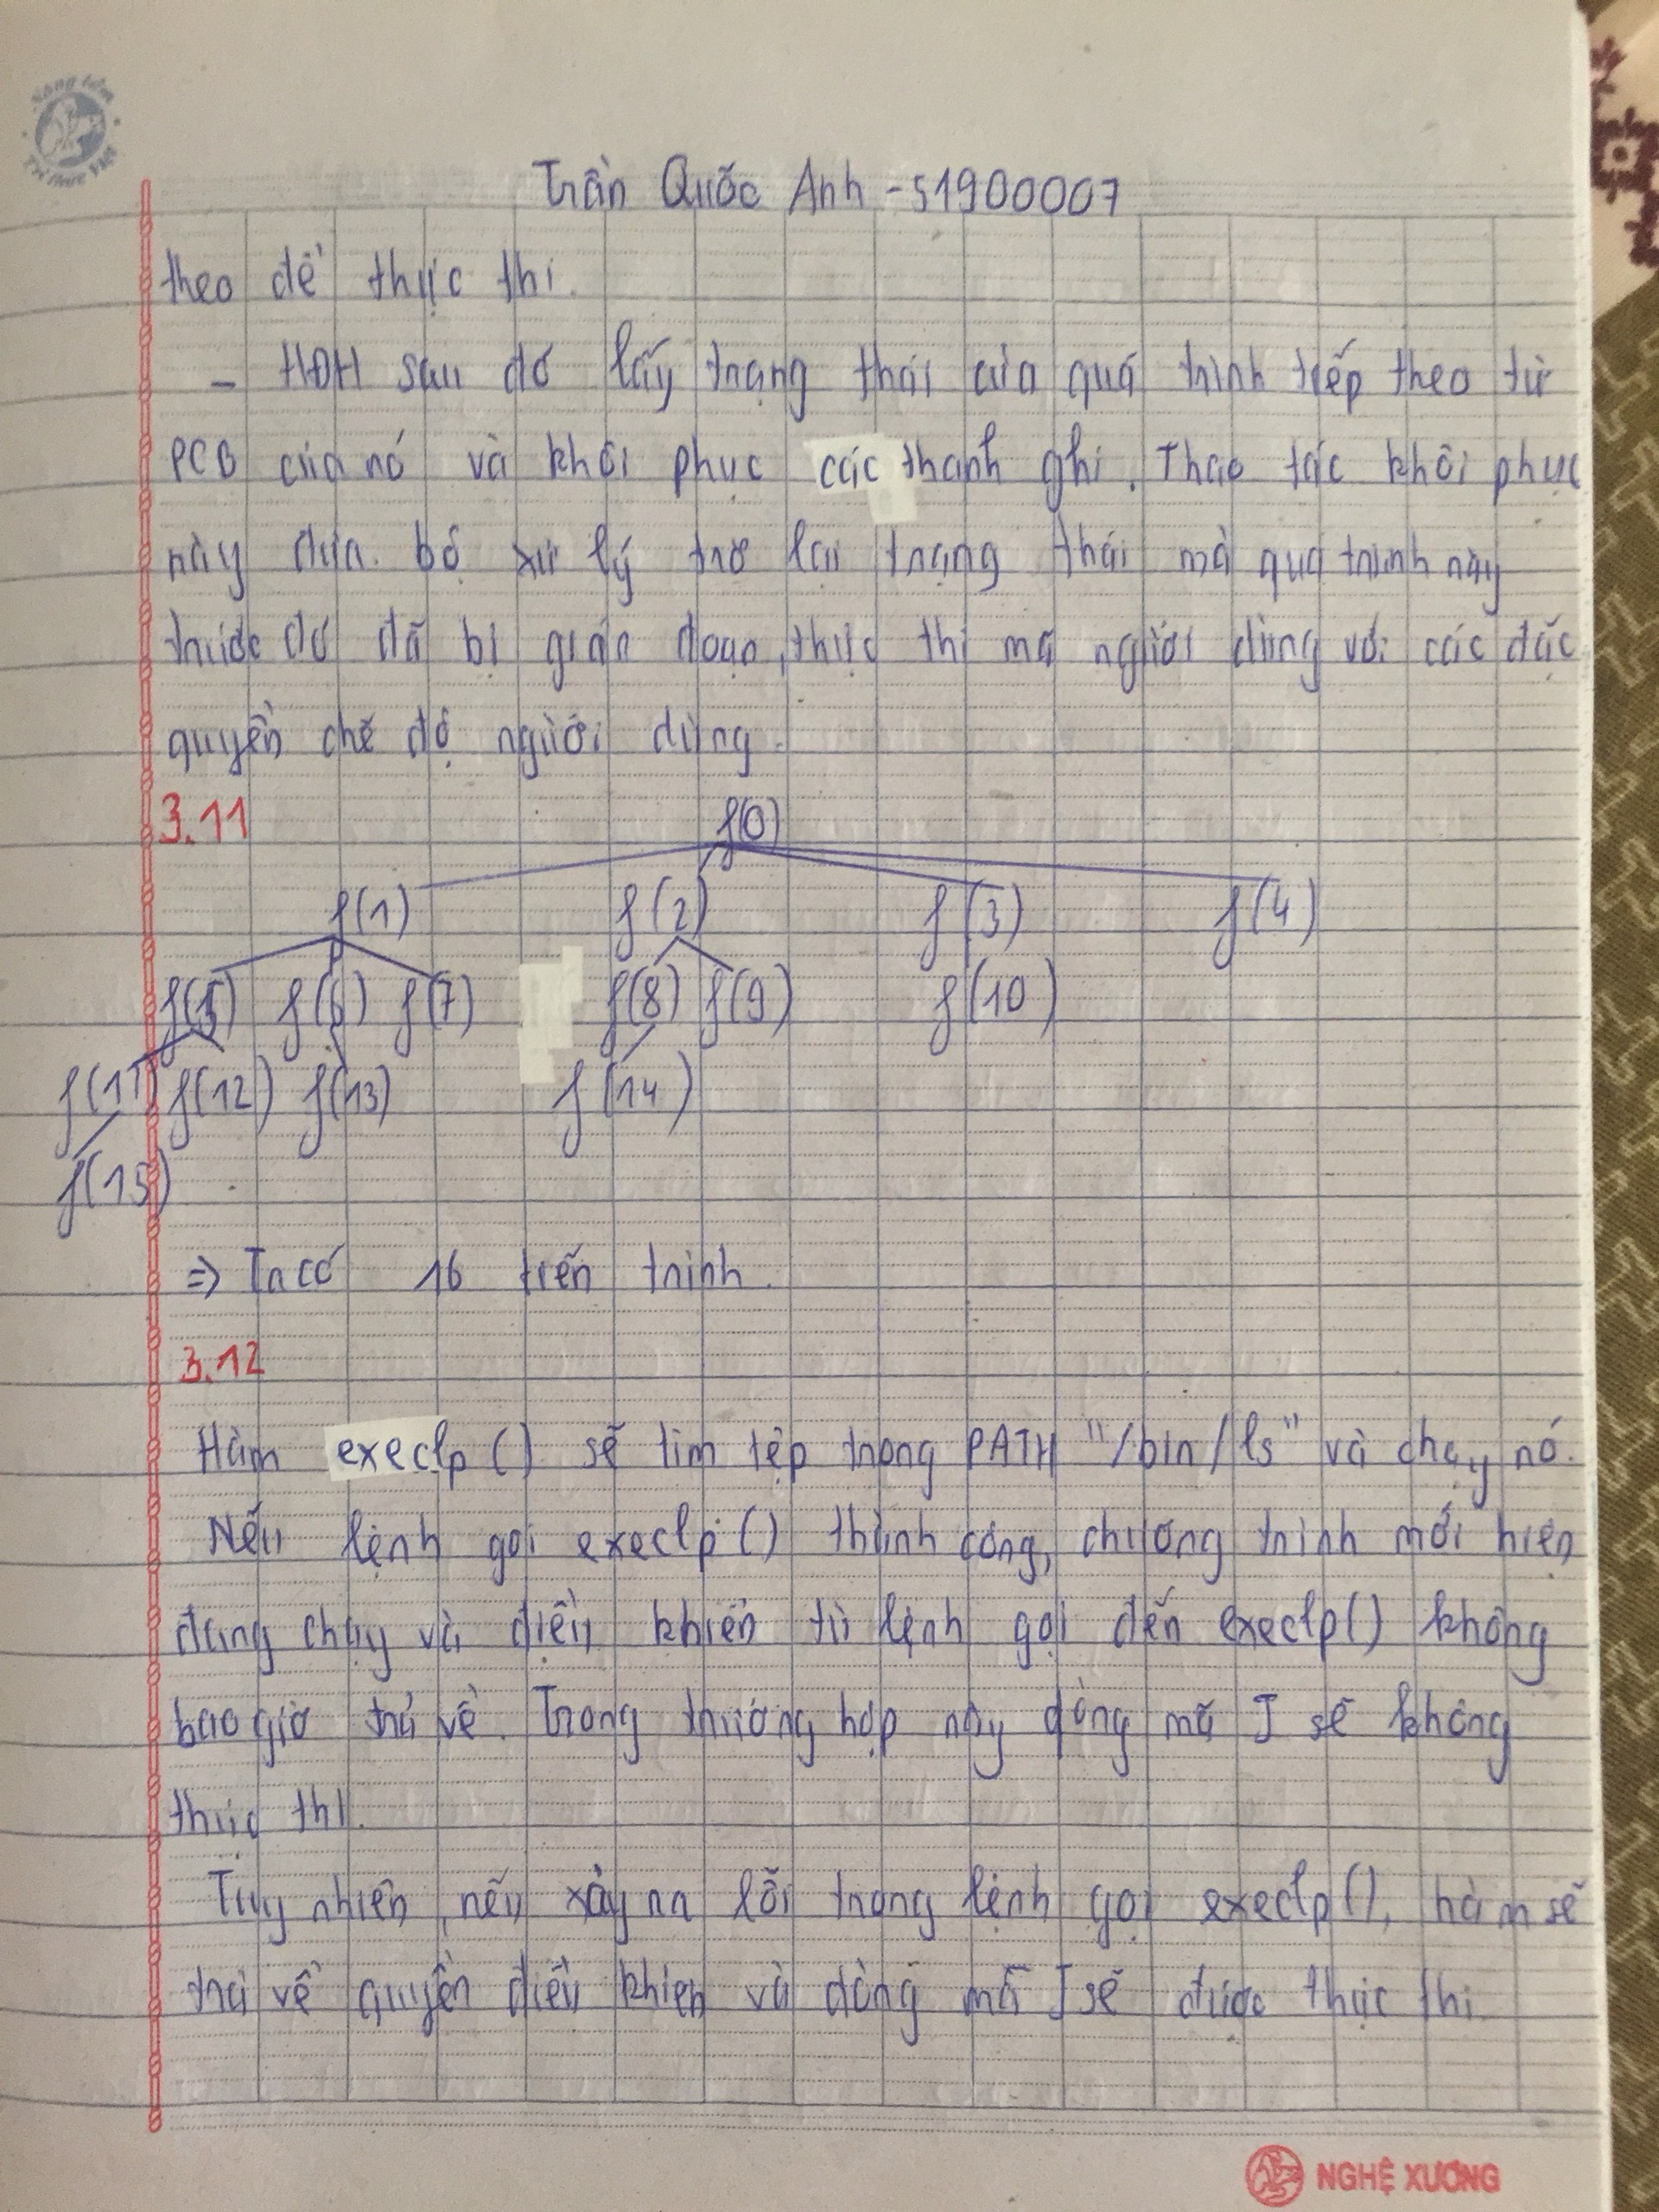 Sáng tâm
Trí thức Việt
Trần Quốc Anh - 51900007
theo để thực thi.
- HĐH sau đó lấy trạng thái của quá trình tiếp theo từ
PCB của nó và khôi phục các thanh ghi. Thao tác khôi phục
này đưa bộ xử lý trở lại trạng thái mà quá trình này
trước đó đã bị gián đoạn, thực thi mã người dùng với các đặc
quyền chế độ người dùng.
3.11
f(0)
f(1) f(2) f(3) f(4)
f(5) f(6) f(7) f(8) f(9) f(10)
f(11) f(12) f(13) f(14)
f(15)
=> Ta có 16 tiến trình.
3.12
Hàm execlp() sẽ tìm tệp trong PATH "/bin/ls" và chạy nó.
Nếu lệnh gọi execlp() thành công, chương trình mới hiện
đang chạy và điều khiển từ lệnh gọi đến execlp() không
bao giờ trả về. Trong trường hợp này dòng mã J sẽ không
thực thi.
Tuy nhiên, nếu xảy ra lỗi trong lệnh gọi execlp(), hàm sẽ
trả về quyền điều khiển và dòng mã J sẽ được thực thi
NGHỆ XƯƠNG